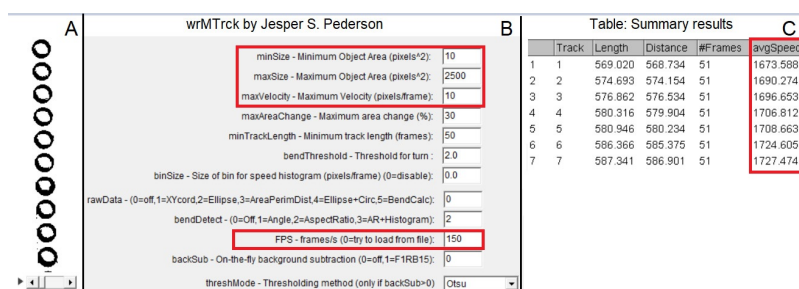 A
wrMTrck by Jesper S. Pederson
B
minSize - Minimum Object Area (pixels^2): 10
maxSize - Maximum Object Area (pixels^2): 2500
maxVelocity - Maximum Velocity (pixels/frame): 10
maxAreaChange - Maximum area change (%): 30
minTrackLength - Minimum track length (frames): 50
bendThreshold - Threshold for turn : 2.0
binSize - Size of bin for speed histogram (pixels/frame) (0=disable): 0.0
rawData - (0=off,1=XYcord,2=Ellipse,3=AreaPerimDist,4=Ellipse+Circ,5=BendCalc): 0
bendDetect - (0=Off,1=Angle,2=AspectRatio,3=AR+Histogram): 2
FPS - frames/s (0=try to load from file): 150
backSub - On-the-fly background subtraction (0=off,1=F1RB15): 0
threshMode - Thresholding method (only if backSub>0) Otsu
Table: Summary results
C
Track Length Distance #Frames avgSpeed
1 1 569.020 568.734 51 1673.588
2 2 574.693 574.154 51 1690.274
3 3 576.862 576.534 51 1696.653
4 4 580.316 579.904 51 1706.812
5 5 580.946 580.234 51 1708.663
6 6 586.366 585.375 51 1724.605
7 7 587.341 586.901 51 1727.474